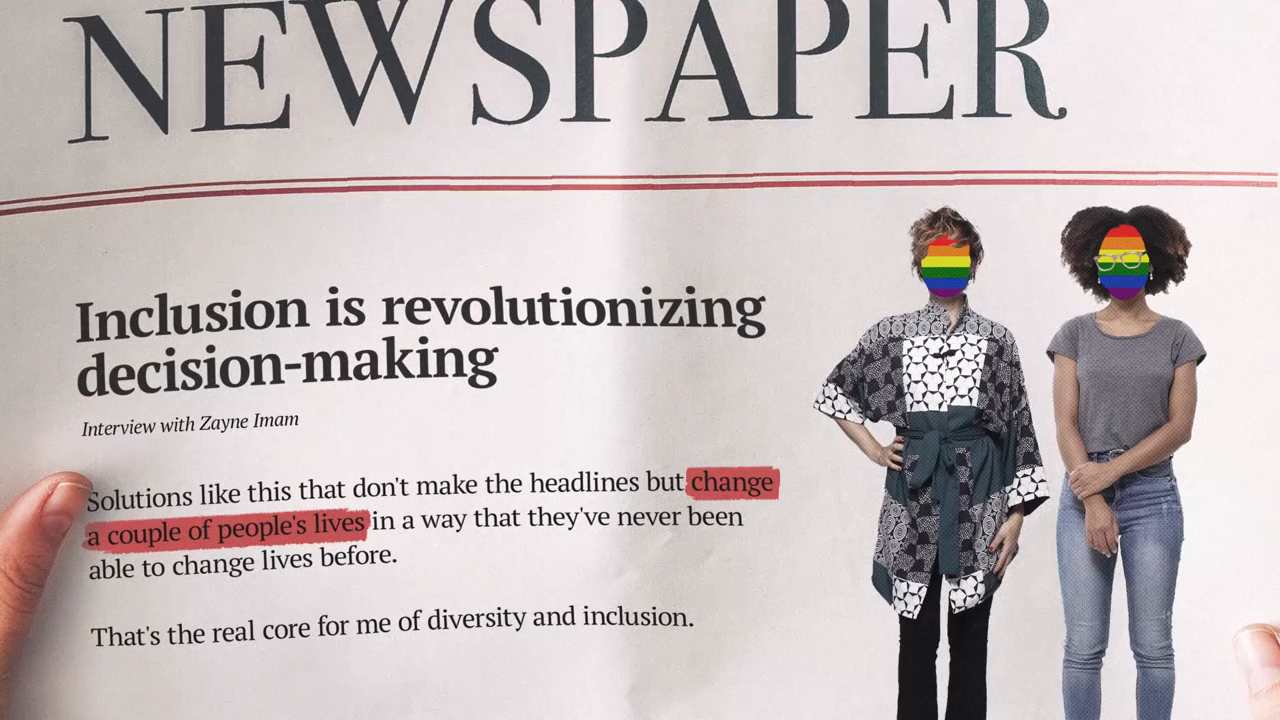 NEWSPAPER
Inclusion is revolutionizing
decision-making
Interview with Zayne Imam
Solutions like this that don't make the headlines but change
a couple of people's lives in a way that they've never been
able to change lives before.
That's the real core for me of diversity and inclusion.